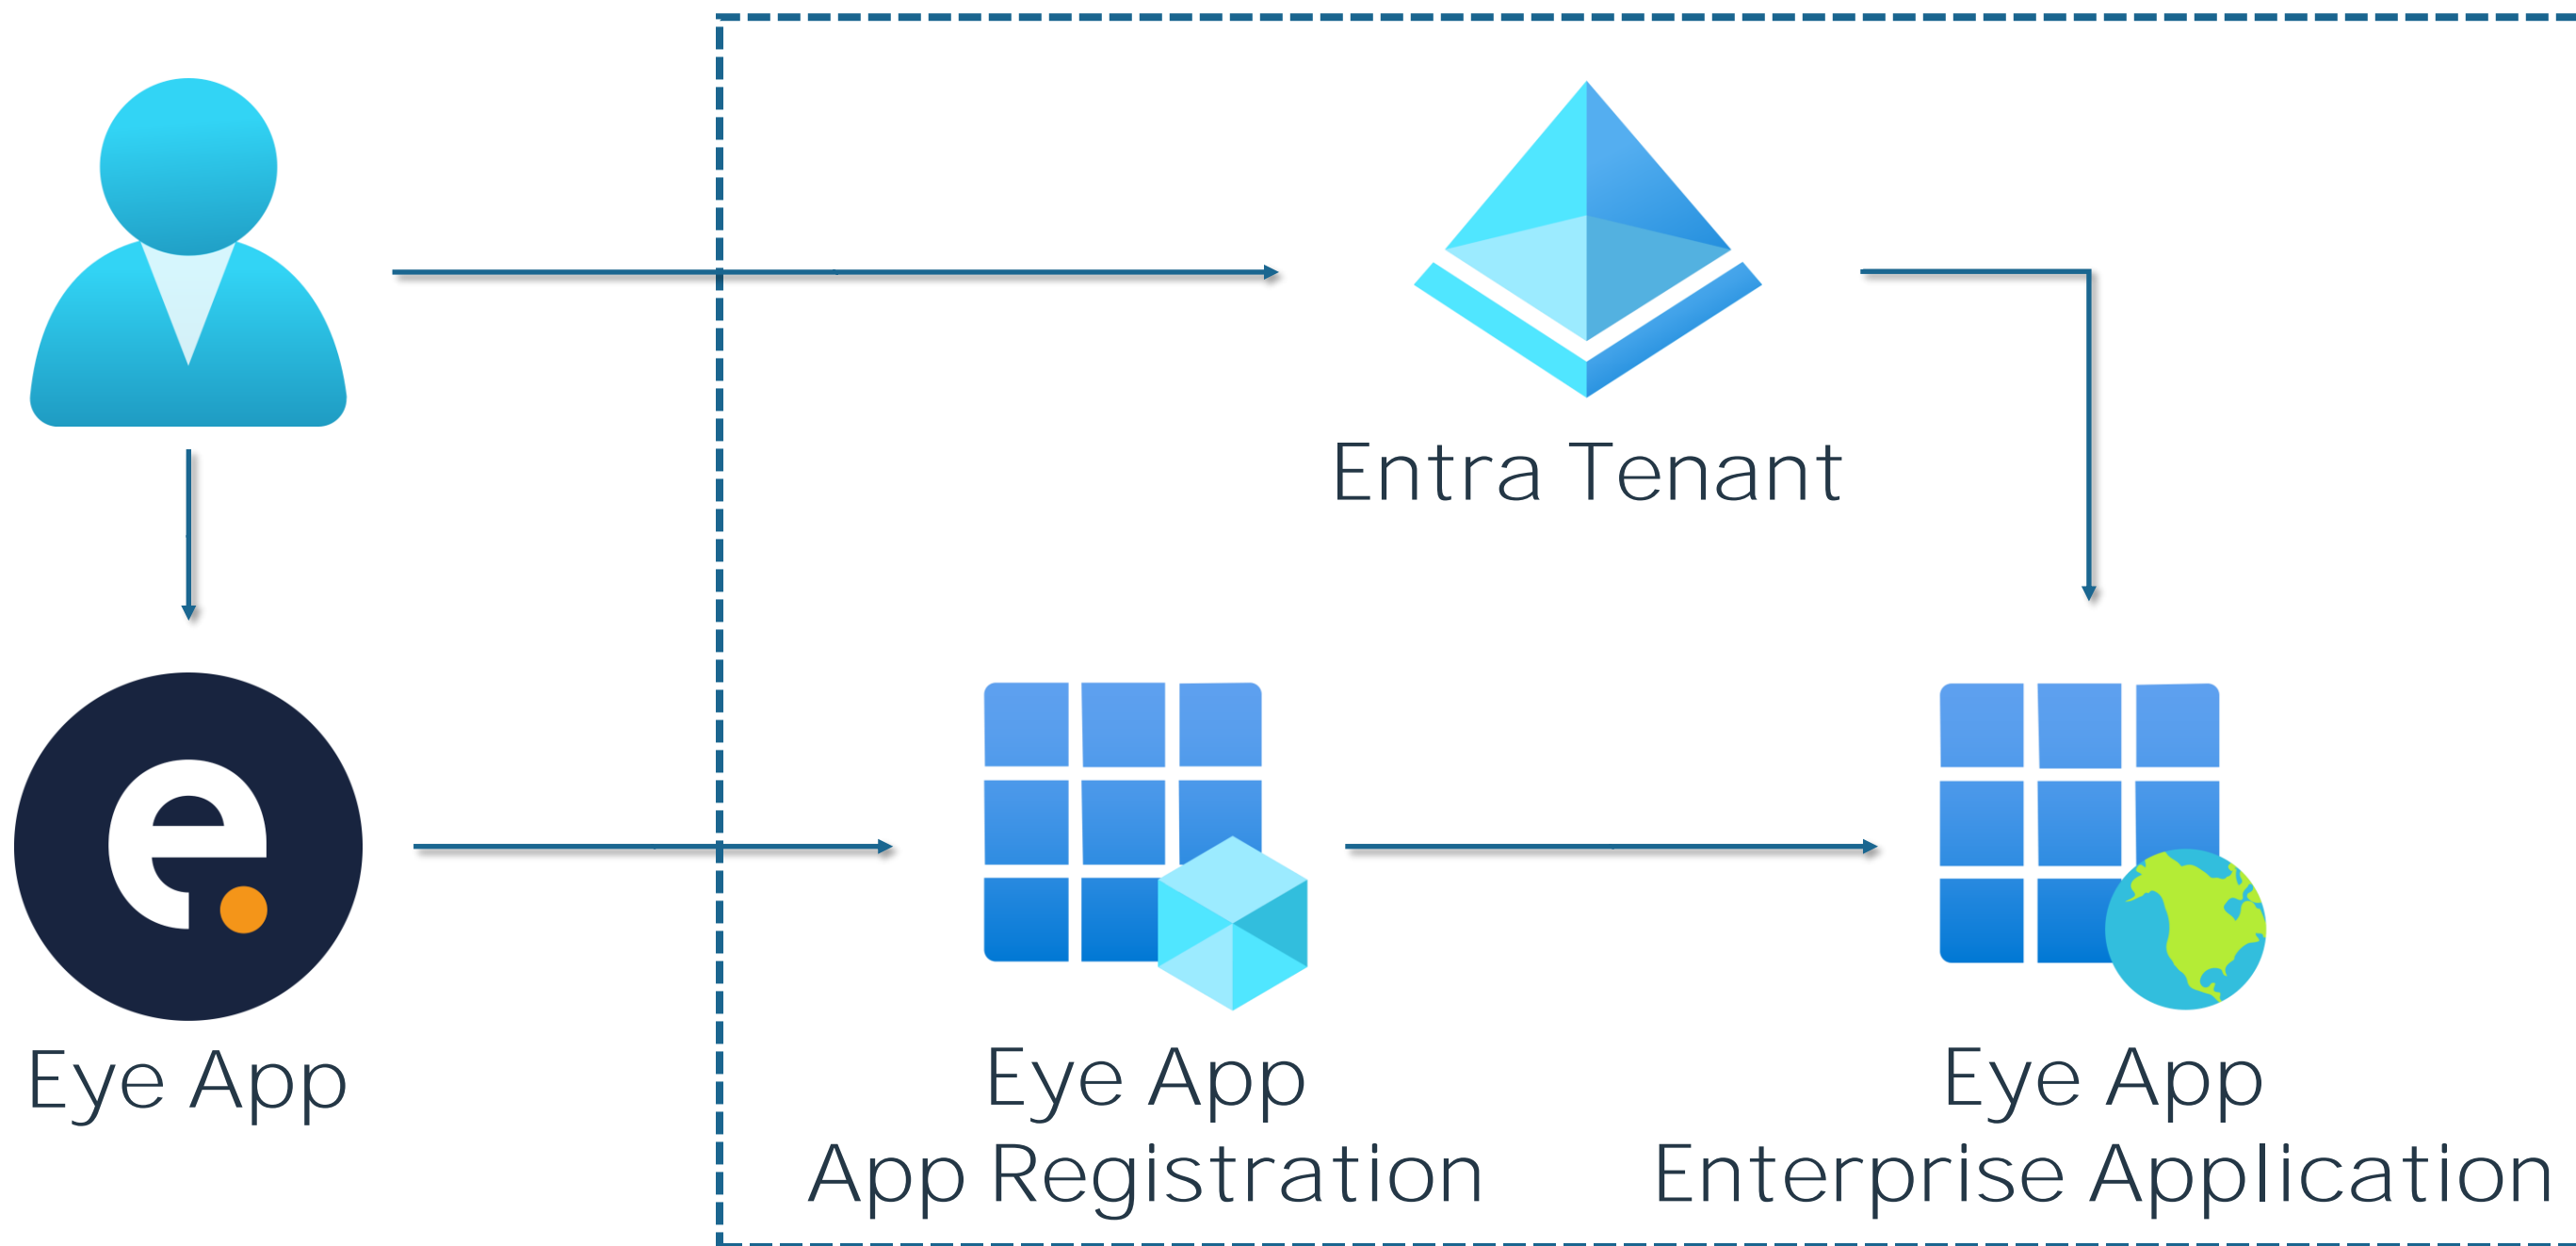 Entra Tenant
e.
Eye App
Eye App
App Registration
Eye App
Enterprise Application